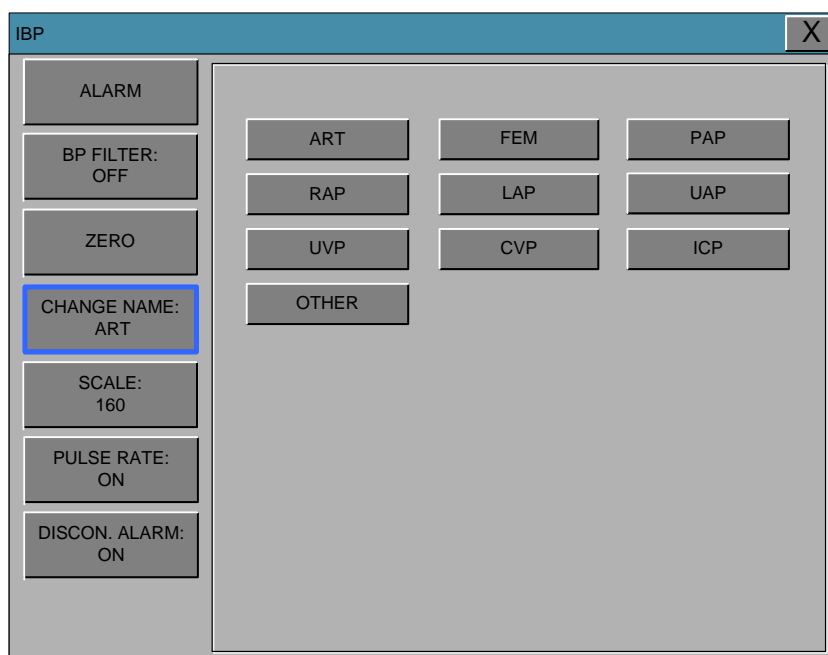 IBP
X
ALARM
BP FILTER:
OFF
ZERO
CHANGE NAME:
ART
SCALE:
160
PULSE RATE:
ON
DISCON. ALARM:
ON
ART FEM PAP
RAP LAP UAP
UVP CVP ICP
OTHER